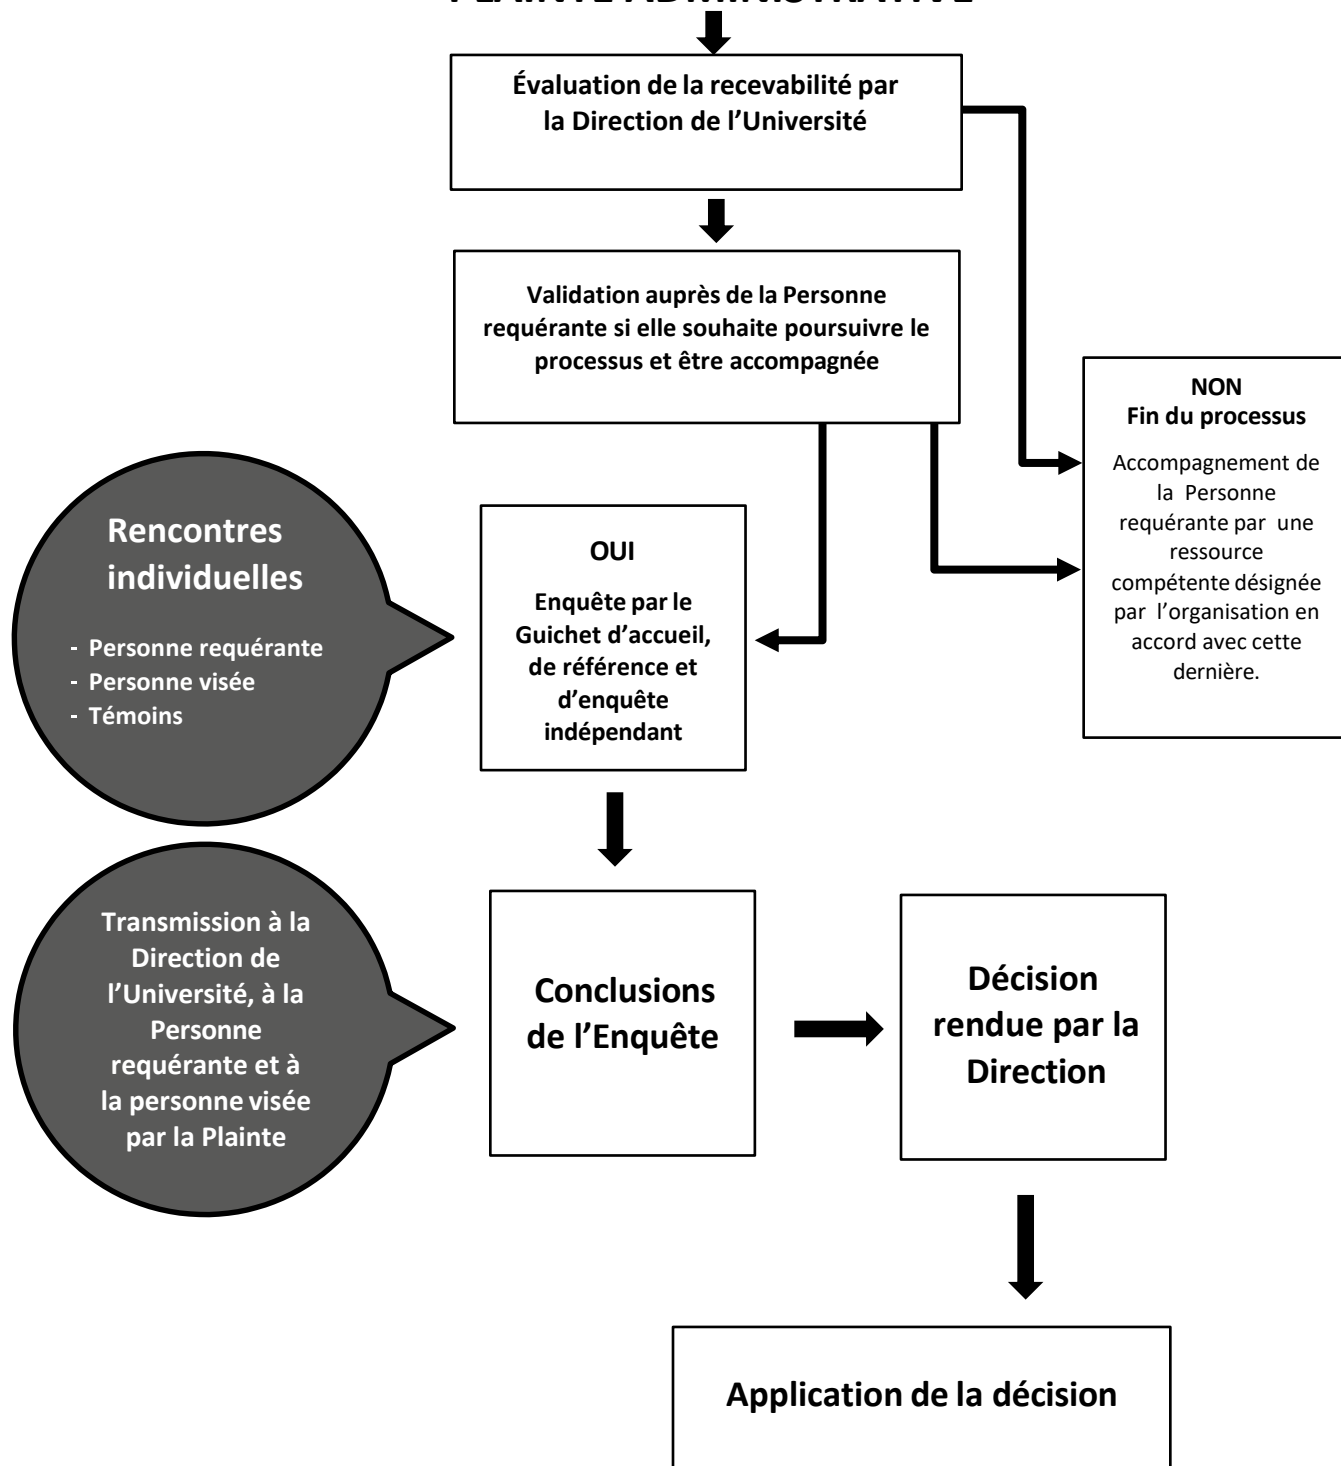 PLAINTE ADMINISTRATIVE
Évaluation de la recevabilité par
la Direction de l’Université
Validation auprès de la Personne
requérante si elle souhaite poursuivre le
processus et être accompagnée
NON
Fin du processus
Accompagnement de
la Personne
requérante par une
ressource
compétente désignée
par l’organisation en
accord avec cette
dernière.
Rencontres
individuelles
- Personne requérante
- Personne visée
- Témoins
OUI
Enquête par le
Guichet d’accueil,
de référence et
d’enquête
indépendant
Transmission à la
Direction de
l’Université, à la
Personne
requérante et à
la personne visée
par la Plainte
Conclusions
de l’Enquête
Décision
rendue par la
Direction
Application de la décision